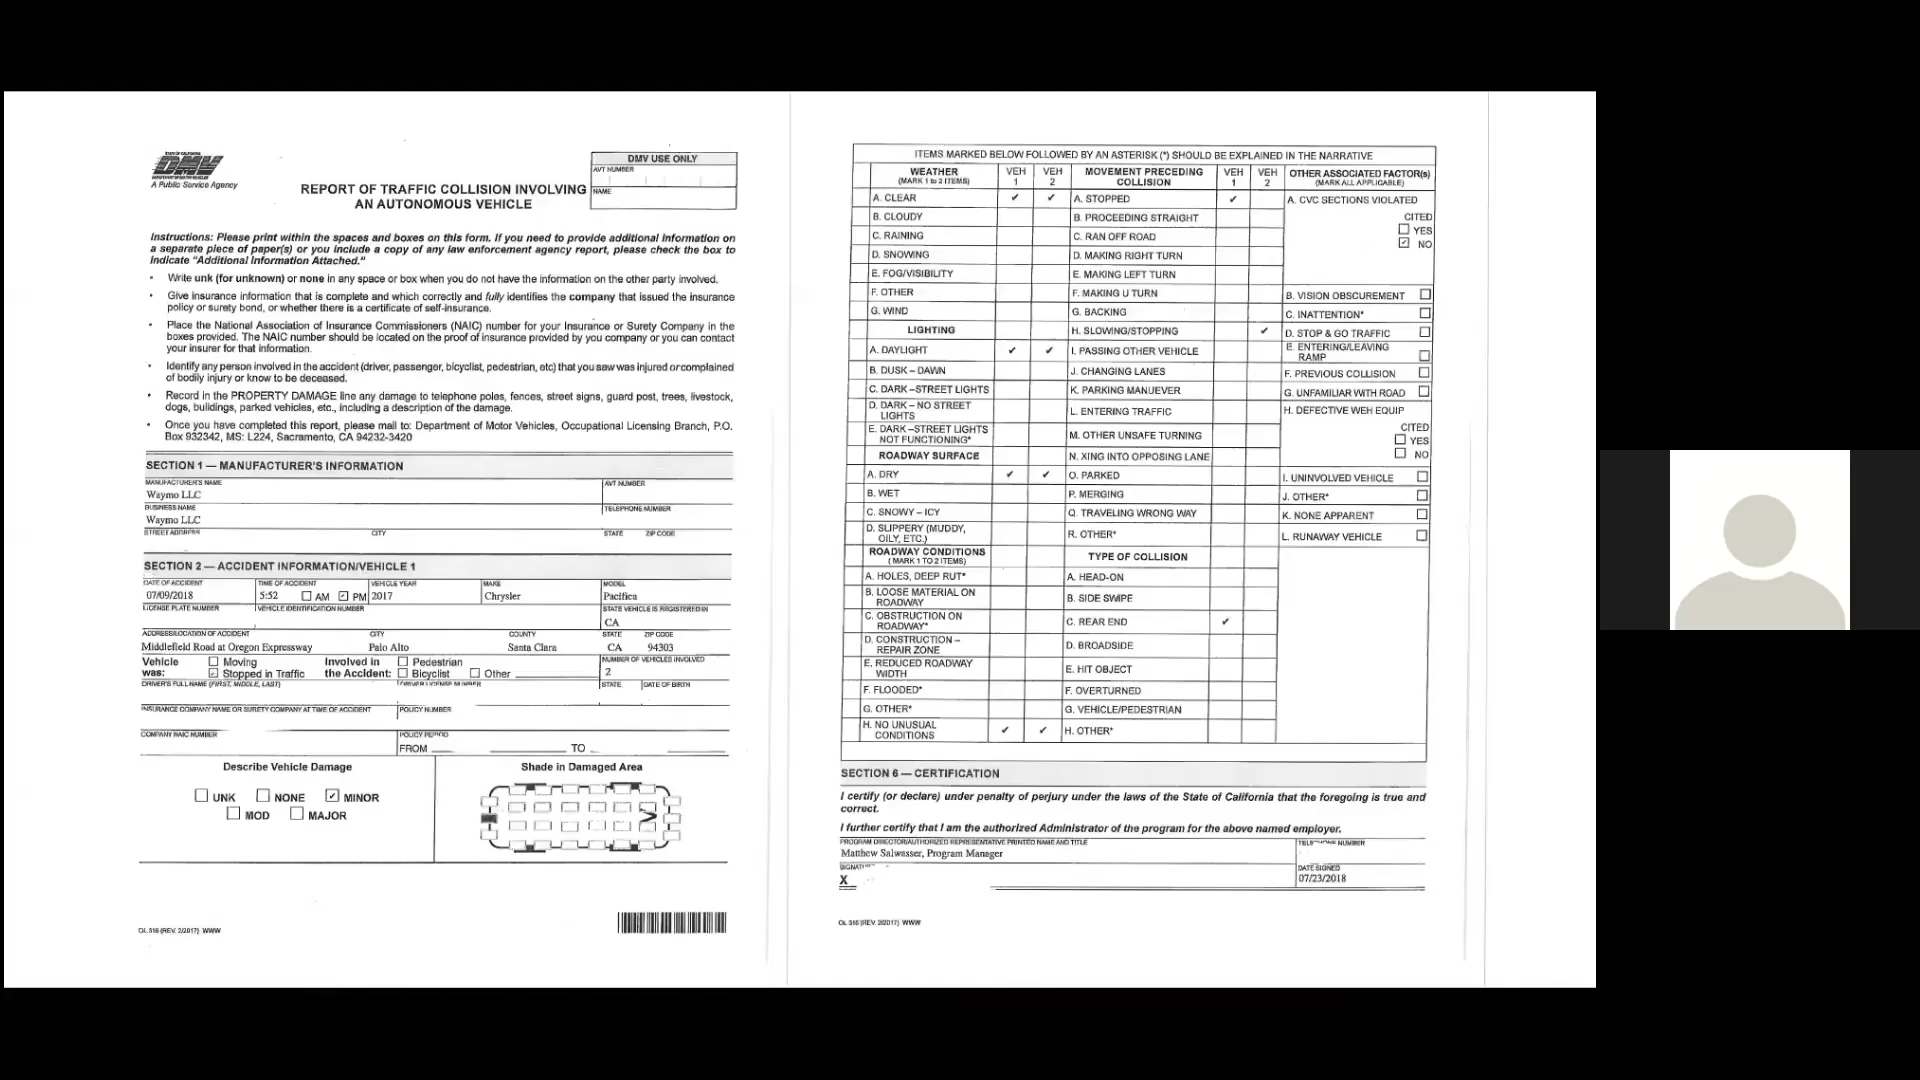 STATE OF CALIFORNIA
DMV
A Public Service Agency
REPORT OF TRAFFIC COLLISION INVOLVING
AN AUTONOMOUS VEHICLE
DMV USE ONLY
AVT NUMBER
NAME
Instructions: Please print within the spaces and boxes on this form. If you need to provide additional information on
a separate piece of paper(s) or you include a copy of any law enforcement agency report, please check the box to
indicate “Additional Information Attached.”
• Write unk (for unknown) or none in any space or box when you do not have the information on the other party involved.
• Give insurance information that is complete and which correctly and fully identifies the company that issued the insurance
policy or surety bond, or whether there is a certificate of self-insurance.
• Place the National Association of Insurance Commissioners (NAIC) number for your Insurance or Surety Company in the
boxes provided. The NAIC number should be located on the proof of insurance provided by you company or you can contact
your insurer for that information.
• Identify any person involved in the accident (driver, passenger, bicyclist, pedestrian, etc) that you saw was injured or complained
of bodily injury or know to be deceased.
• Record in the PROPERTY DAMAGE line any damage to telephone poles, fences, street signs, guard post, trees, livestock,
dogs, buildings, parked vehicles, etc., including a description of the damage.
• Once you have completed this report, please mail to: Department of Motor Vehicles, Occupational Licensing Branch, P.O.
Box 932342, MS: L224, Sacramento, CA 94232-3420
SECTION 1 — MANUFACTURER'S INFORMATION
MANUFACTURER'S NAME AVT NUMBER
Waymo LLC
BUSINESS NAME TELEPHONE NUMBER
Waymo LLC
STREET ADDRESS CITY STATE ZIP CODE
SECTION 2 — ACCIDENT INFORMATION/VEHICLE 1
DATE OF ACCIDENT TIME OF ACCIDENT VEHICLE YEAR MAKE MODEL
07/09/2018 5:52 ☐ AM ☑ PM 2017 Chrysler Pacifica
LICENSE PLATE NUMBER VEHICLE IDENTIFICATION NUMBER STATE VEHICLE IS REGISTERED IN
CA
ADDRESS/LOCATION OF ACCIDENT CITY COUNTY STATE ZIP CODE
Middlefield Road at Oregon Expressway Palo Alto Santa Clara CA 94303
Vehicle ☐ Moving Involved in ☐ Pedestrian NUMBER OF VEHICLES INVOLVED
was: ☑ Stopped in Traffic the Accident: ☐ Bicyclist ☐ Other 2
DRIVER'S FULL NAME (FIRST, MIDDLE, LAST) DRIVER LICENSE NUMBER STATE DATE OF BIRTH
INSURANCE COMPANY NAME OR SURETY COMPANY AT TIME OF ACCIDENT POLICY NUMBER
COMPANY NAIC NUMBER POLICY PERIOD
FROM TO
Describe Vehicle Damage Shade in Damaged Area
☐ UNK ☐ NONE ☑ MINOR
☐ MOD ☐ MAJOR
OL 316 (REV. 2/2017) WWW
ITEMS MARKED BELOW FOLLOWED BY AN ASTERISK (*) SHOULD BE EXPLAINED IN THE NARRATIVE
WEATHER (MARK 1 to 2 ITEMS) VEH 1 VEH 2 MOVEMENT PRECEDING COLLISION VEH 1 VEH 2 OTHER ASSOCIATED FACTOR(s) (MARK ALL APPLICABLE)
A. CLEAR ✓ ✓ A. STOPPED ✓ A. CVC SECTIONS VIOLATED
B. CLOUDY B. PROCEEDING STRAIGHT CITED
☐ YES
C. RAINING C. RAN OFF ROAD ☑ NO
D. SNOWING D. MAKING RIGHT TURN
E. FOG/VISIBILITY E. MAKING LEFT TURN
F. OTHER F. MAKING U TURN B. VISION OBSCUREMENT ☐
G. WIND G. BACKING C. INATTENTION* ☐
LIGHTING H. SLOWING/STOPPING ✓ D. STOP & GO TRAFFIC ☐
A. DAYLIGHT ✓ ✓ I. PASSING OTHER VEHICLE E. ENTERING/LEAVING RAMP ☐
B. DUSK – DAWN J. CHANGING LANES F. PREVIOUS COLLISION ☐
C. DARK –STREET LIGHTS K. PARKING MANUEVER G. UNFAMILIAR WITH ROAD ☐
D. DARK – NO STREET LIGHTS L. ENTERING TRAFFIC H. DEFECTIVE WEH EQUIP
CITED
E. DARK –STREET LIGHTS NOT FUNCTIONING* M. OTHER UNSAFE TURNING ☐ YES
ROADWAY SURFACE N. XING INTO OPPOSING LANE ☐ NO
A. DRY ✓ ✓ O. PARKED I. UNINVOLVED VEHICLE ☐
B. WET P. MERGING J. OTHER* ☐
C. SNOWY – ICY Q. TRAVELING WRONG WAY K. NONE APPARENT ☐
D. SLIPPERY (MUDDY, OILY, ETC.) R. OTHER* L. RUNAWAY VEHICLE ☐
ROADWAY CONDITIONS (MARK 1 TO 2 ITEMS) TYPE OF COLLISION
A. HOLES, DEEP RUT* A. HEAD-ON
B. LOOSE MATERIAL ON ROADWAY B. SIDE SWIPE
C. OBSTRUCTION ON ROADWAY* C. REAR END ✓
D. CONSTRUCTION – REPAIR ZONE D. BROADSIDE
E. REDUCED ROADWAY WIDTH E. HIT OBJECT
F. FLOODED* F. OVERTURNED
G. OTHER* G. VEHICLE/PEDESTRIAN
H. NO UNUSUAL CONDITIONS ✓ ✓ H. OTHER*
SECTION 6 — CERTIFICATION
I certify (or declare) under penalty of perjury under the laws of the State of California that the foregoing is true and
correct.
I further certify that I am the authorized Administrator of the program for the above named employer.
PROGRAM DIRECTOR/AUTHORIZED REPRESENTATIVE PRINTED NAME AND TITLE NUMBER
Matthew Salwasser, Program Manager
DATE SIGNED
X 07/23/2018
OL 316 (REV. 2/2017) WWW